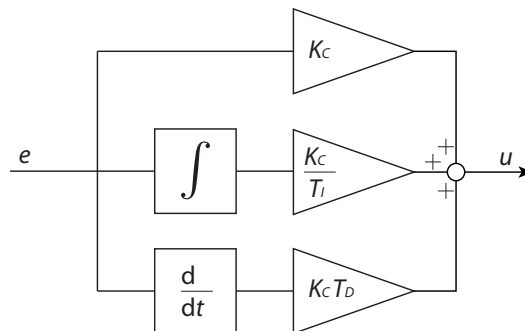 K_C
+
e
∫
K_C
T_I
+
u
+
d
dt
K_C T_D